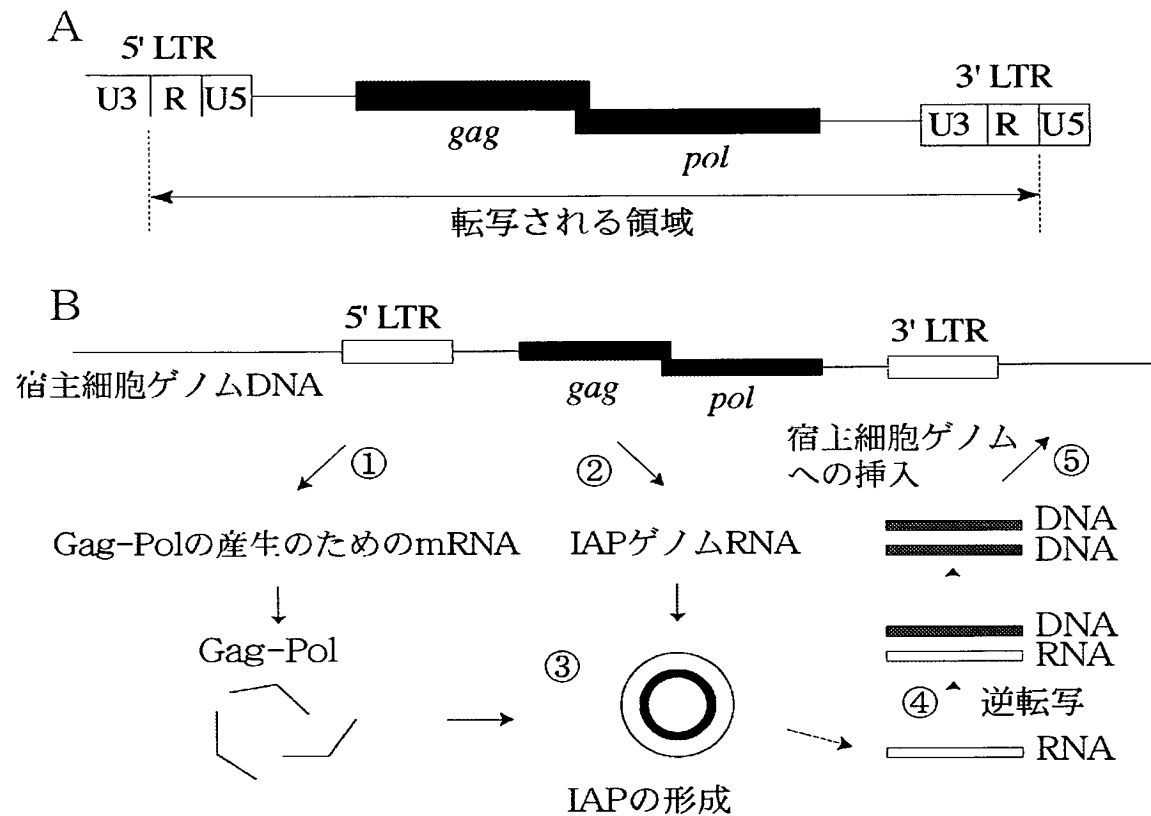 A
5' LTR
U3 R U5
gag
pol
3' LTR
U3 R U5
転写される領域
B
5' LTR
3' LTR
宿主細胞ゲノムDNA
gag
pol
①
②
宿主細胞ゲノム
への挿入
⑤
Gag-Polの産生のためのmRNA
IAPゲノムRNA
DNA
DNA
Gag-Pol
③
DNA
RNA
④ 逆転写
RNA
IAPの形成